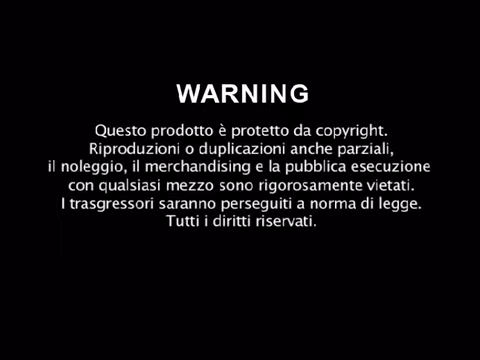 WARNING
Questo prodotto è protetto da copyright.
Riproduzioni o duplicazioni anche parziali,
il noleggio, il merchandising e la pubblica esecuzione
con qualsiasi mezzo sono rigorosamente vietati.
I trasgressori saranno perseguiti a norma di legge.
Tutti i diritti riservati.